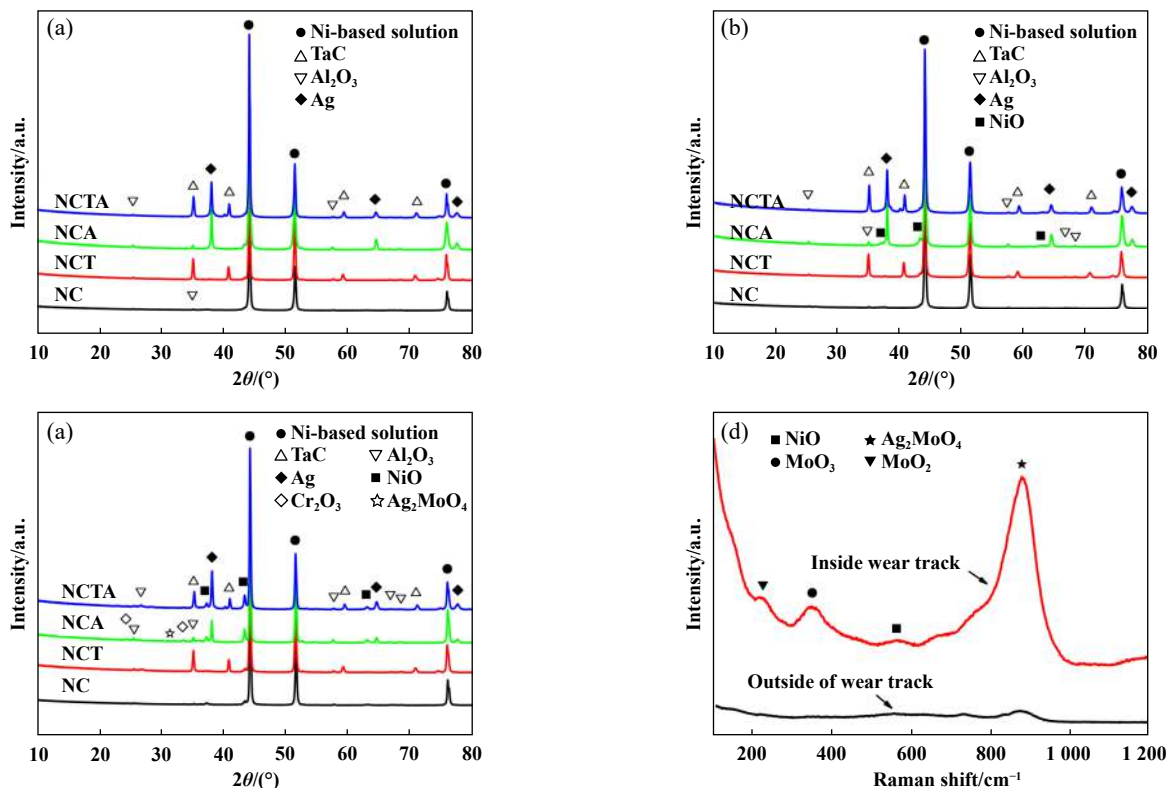 (a)
● Ni-based solution
△ TaC
▽ Al₂O₃
◆ Ag
NCTA
NCA
NCT
NC
10 20 30 40 50 60 70 80
2θ/(°)
Intensity/a.u.
(b)
● Ni-based solution
△ TaC
▽ Al₂O₃
◆ Ag
■ NiO
NCTA
NCA
NCT
NC
10 20 30 40 50 60 70 80
2θ/(°)
Intensity/a.u.
(a)
● Ni-based solution
△ TaC ▽ Al₂O₃
◆ Ag ■ NiO
◇ Cr₂O₃ ☆ Ag₂MoO₄
NCTA
NCA
NCT
NC
10 20 30 40 50 60 70 80
2θ/(°)
Intensity/a.u.
(d)
■ NiO ★ Ag₂MoO₄
● MoO₃ ▼ MoO₂
Inside wear track
Outside of wear track
200 400 600 800 1 000 1 200
Raman shift/cm⁻¹
Intensity/a.u.